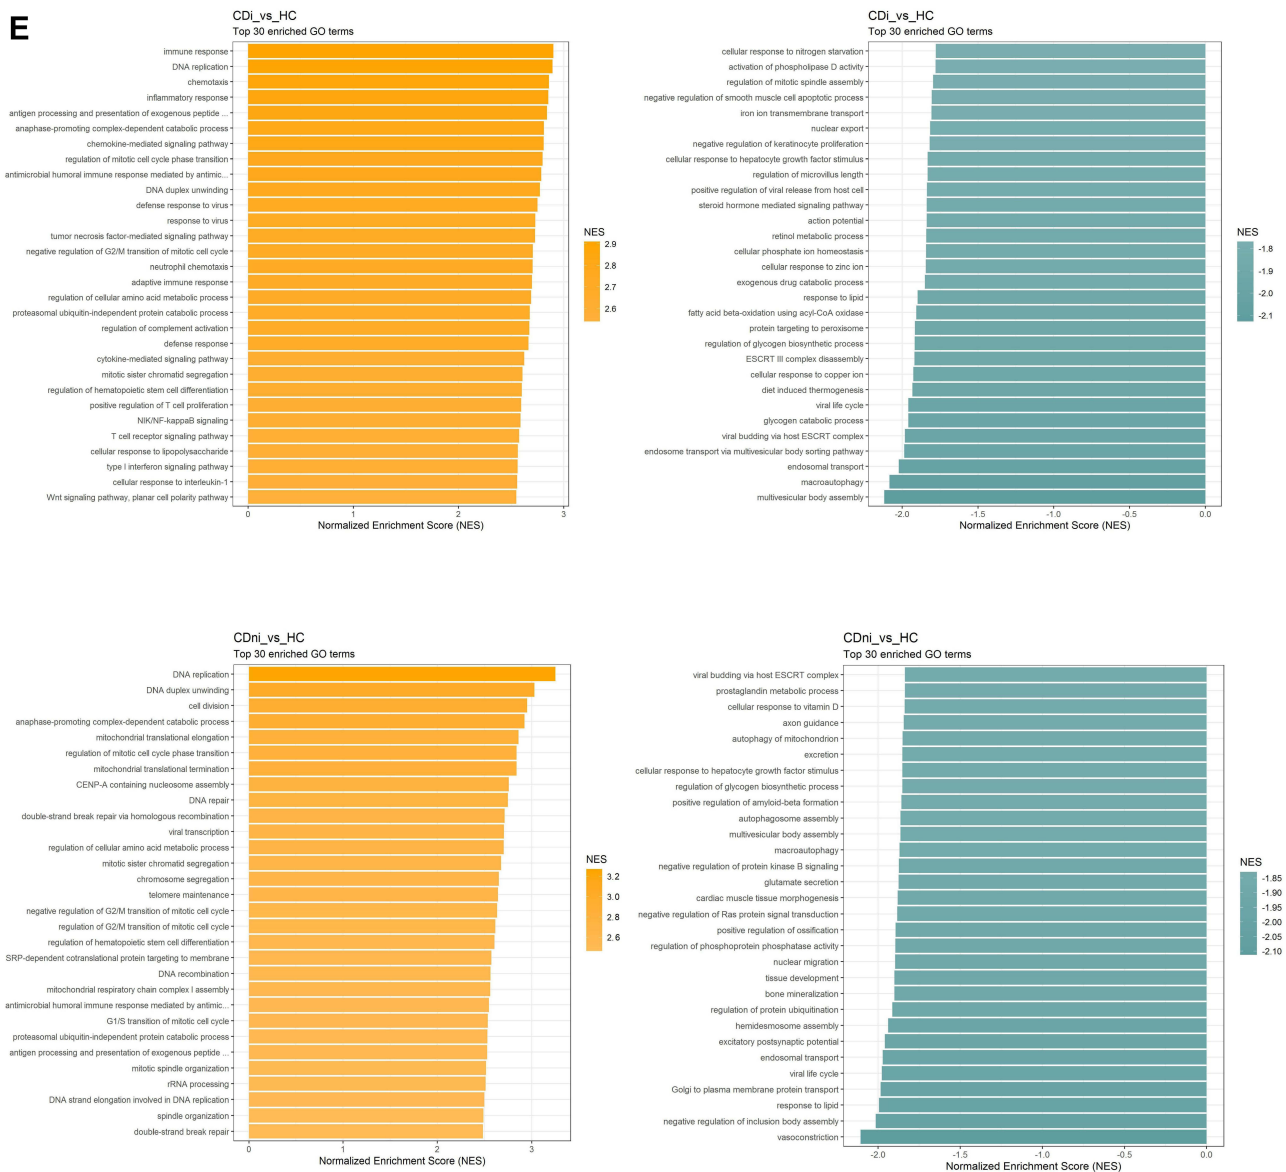 E
CDi_vs_HC
Top 30 enriched GO terms
immune response
DNA replication
chemotaxis
inflammatory response
antigen processing and presentation of exogenous peptide ...
anaphase-promoting complex-dependent catabolic process
chemokine-mediated signaling pathway
regulation of mitotic cell cycle phase transition
antimicrobial humoral immune response mediated by antimic...
DNA duplex unwinding
defense response to virus
response to virus
tumor necrosis factor-mediated signaling pathway
negative regulation of G2/M transition of mitotic cell cycle
neutrophil chemotaxis
adaptive immune response
regulation of cellular amino acid metabolic process
proteasomal ubiquitin-independent protein catabolic process
regulation of complement activation
defense response
cytokine-mediated signaling pathway
mitotic sister chromatid segregation
regulation of hematopoietic stem cell differentiation
positive regulation of T cell proliferation
NIK/NF-kappaB signaling
T cell receptor signaling pathway
cellular response to lipopolysaccharide
type I interferon signaling pathway
cellular response to interleukin-1
Wnt signaling pathway, planar cell polarity pathway
0 1 2 3
Normalized Enrichment Score (NES)
NES
2.9
2.8
2.7
2.6
CDi_vs_HC
Top 30 enriched GO terms
cellular response to nitrogen starvation
activation of phospholipase D activity
regulation of mitotic spindle assembly
negative regulation of smooth muscle cell apoptotic process
iron ion transmembrane transport
nuclear export
negative regulation of keratinocyte proliferation
cellular response to hepatocyte growth factor stimulus
regulation of microvillus length
positive regulation of viral release from host cell
steroid hormone mediated signaling pathway
action potential
retinol metabolic process
cellular phosphate ion homeostasis
cellular response to zinc ion
exogenous drug catabolic process
response to lipid
fatty acid beta-oxidation using acyl-CoA oxidase
protein targeting to peroxisome
regulation of glycogen biosynthetic process
ESCRT III complex disassembly
cellular response to copper ion
diet induced thermogenesis
viral life cycle
glycogen catabolic process
viral budding via host ESCRT complex
endosome transport via multivesicular body sorting pathway
endosomal transport
macroautophagy
multivesicular body assembly
-2.0 -1.5 -1.0 -0.5 0.0
Normalized Enrichment Score (NES)
NES
-1.8
-1.9
-2.0
-2.1
CDni_vs_HC
Top 30 enriched GO terms
DNA replication
DNA duplex unwinding
cell division
anaphase-promoting complex-dependent catabolic process
mitochondrial translational elongation
regulation of mitotic cell cycle phase transition
mitochondrial translational termination
CENP-A containing nucleosome assembly
DNA repair
double-strand break repair via homologous recombination
viral transcription
regulation of cellular amino acid metabolic process
mitotic sister chromatid segregation
chromosome segregation
telomere maintenance
negative regulation of G2/M transition of mitotic cell cycle
regulation of G2/M transition of mitotic cell cycle
regulation of hematopoietic stem cell differentiation
SRP-dependent cotranslational protein targeting to membrane
DNA recombination
mitochondrial respiratory chain complex I assembly
antimicrobial humoral immune response mediated by antimic...
G1/S transition of mitotic cell cycle
proteasomal ubiquitin-independent protein catabolic process
antigen processing and presentation of exogenous peptide ...
mitotic spindle organization
rRNA processing
DNA strand elongation involved in DNA replication
spindle organization
double-strand break repair
0 1 2 3
Normalized Enrichment Score (NES)
NES
3.2
3.0
2.8
2.6
CDni_vs_HC
Top 30 enriched GO terms
viral budding via host ESCRT complex
prostaglandin metabolic process
cellular response to vitamin D
axon guidance
autophagy of mitochondrion
excretion
cellular response to hepatocyte growth factor stimulus
regulation of glycogen biosynthetic process
positive regulation of amyloid-beta formation
autophagosome assembly
multivesicular body assembly
macroautophagy
negative regulation of protein kinase B signaling
glutamate secretion
cardiac muscle tissue morphogenesis
negative regulation of Ras protein signal transduction
positive regulation of ossification
regulation of phosphoprotein phosphatase activity
nuclear migration
tissue development
bone mineralization
regulation of protein ubiquitination
hemidesmosome assembly
excitatory postsynaptic potential
endosomal transport
viral life cycle
Golgi to plasma membrane protein transport
response to lipid
negative regulation of inclusion body assembly
vasoconstriction
-2.0 -1.5 -1.0 -0.5 0.0
Normalized Enrichment Score (NES)
NES
-1.85
-1.90
-1.95
-2.00
-2.05
-2.10